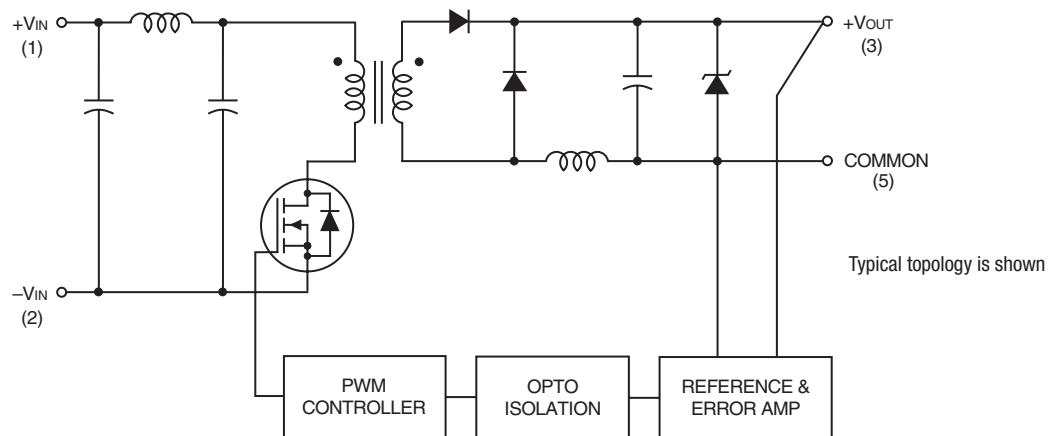 +VIN
(1)
+VOUT
(3)
COMMON
(5)
Typical topology is shown
–VIN
(2)
PWM
CONTROLLER
OPTO
ISOLATION
REFERENCE &
ERROR AMP